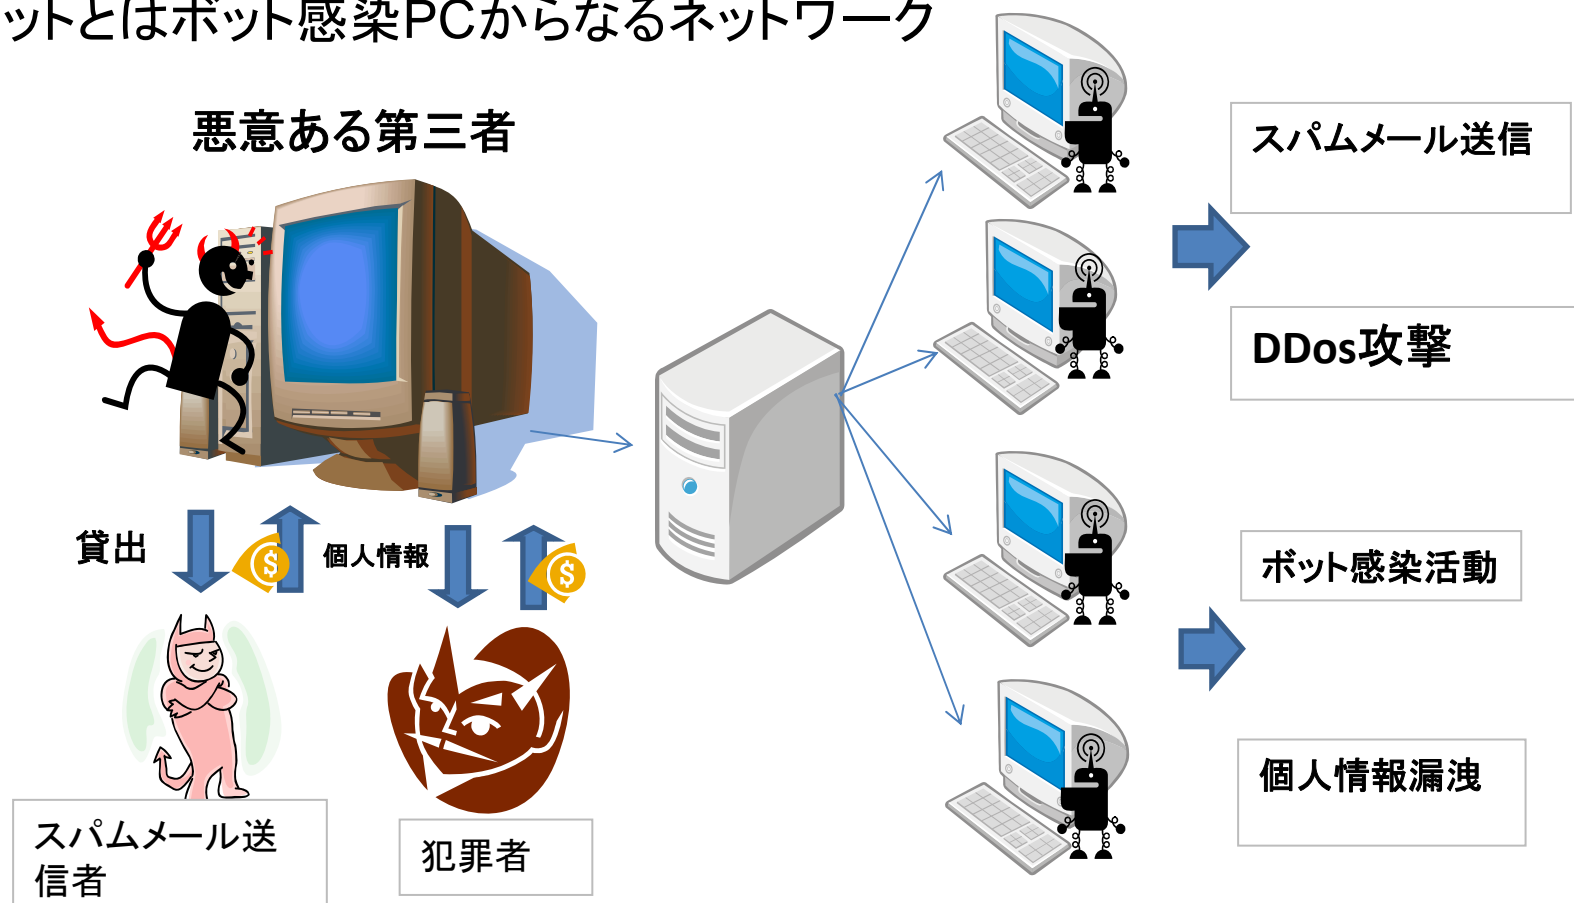 ットとはボット感染PCからなるネットワーク
悪意ある第三者
スパムメール送信
DDos攻撃
貸出
個人情報
ボット感染活動
個人情報漏洩
スパムメール送
信者
犯罪者